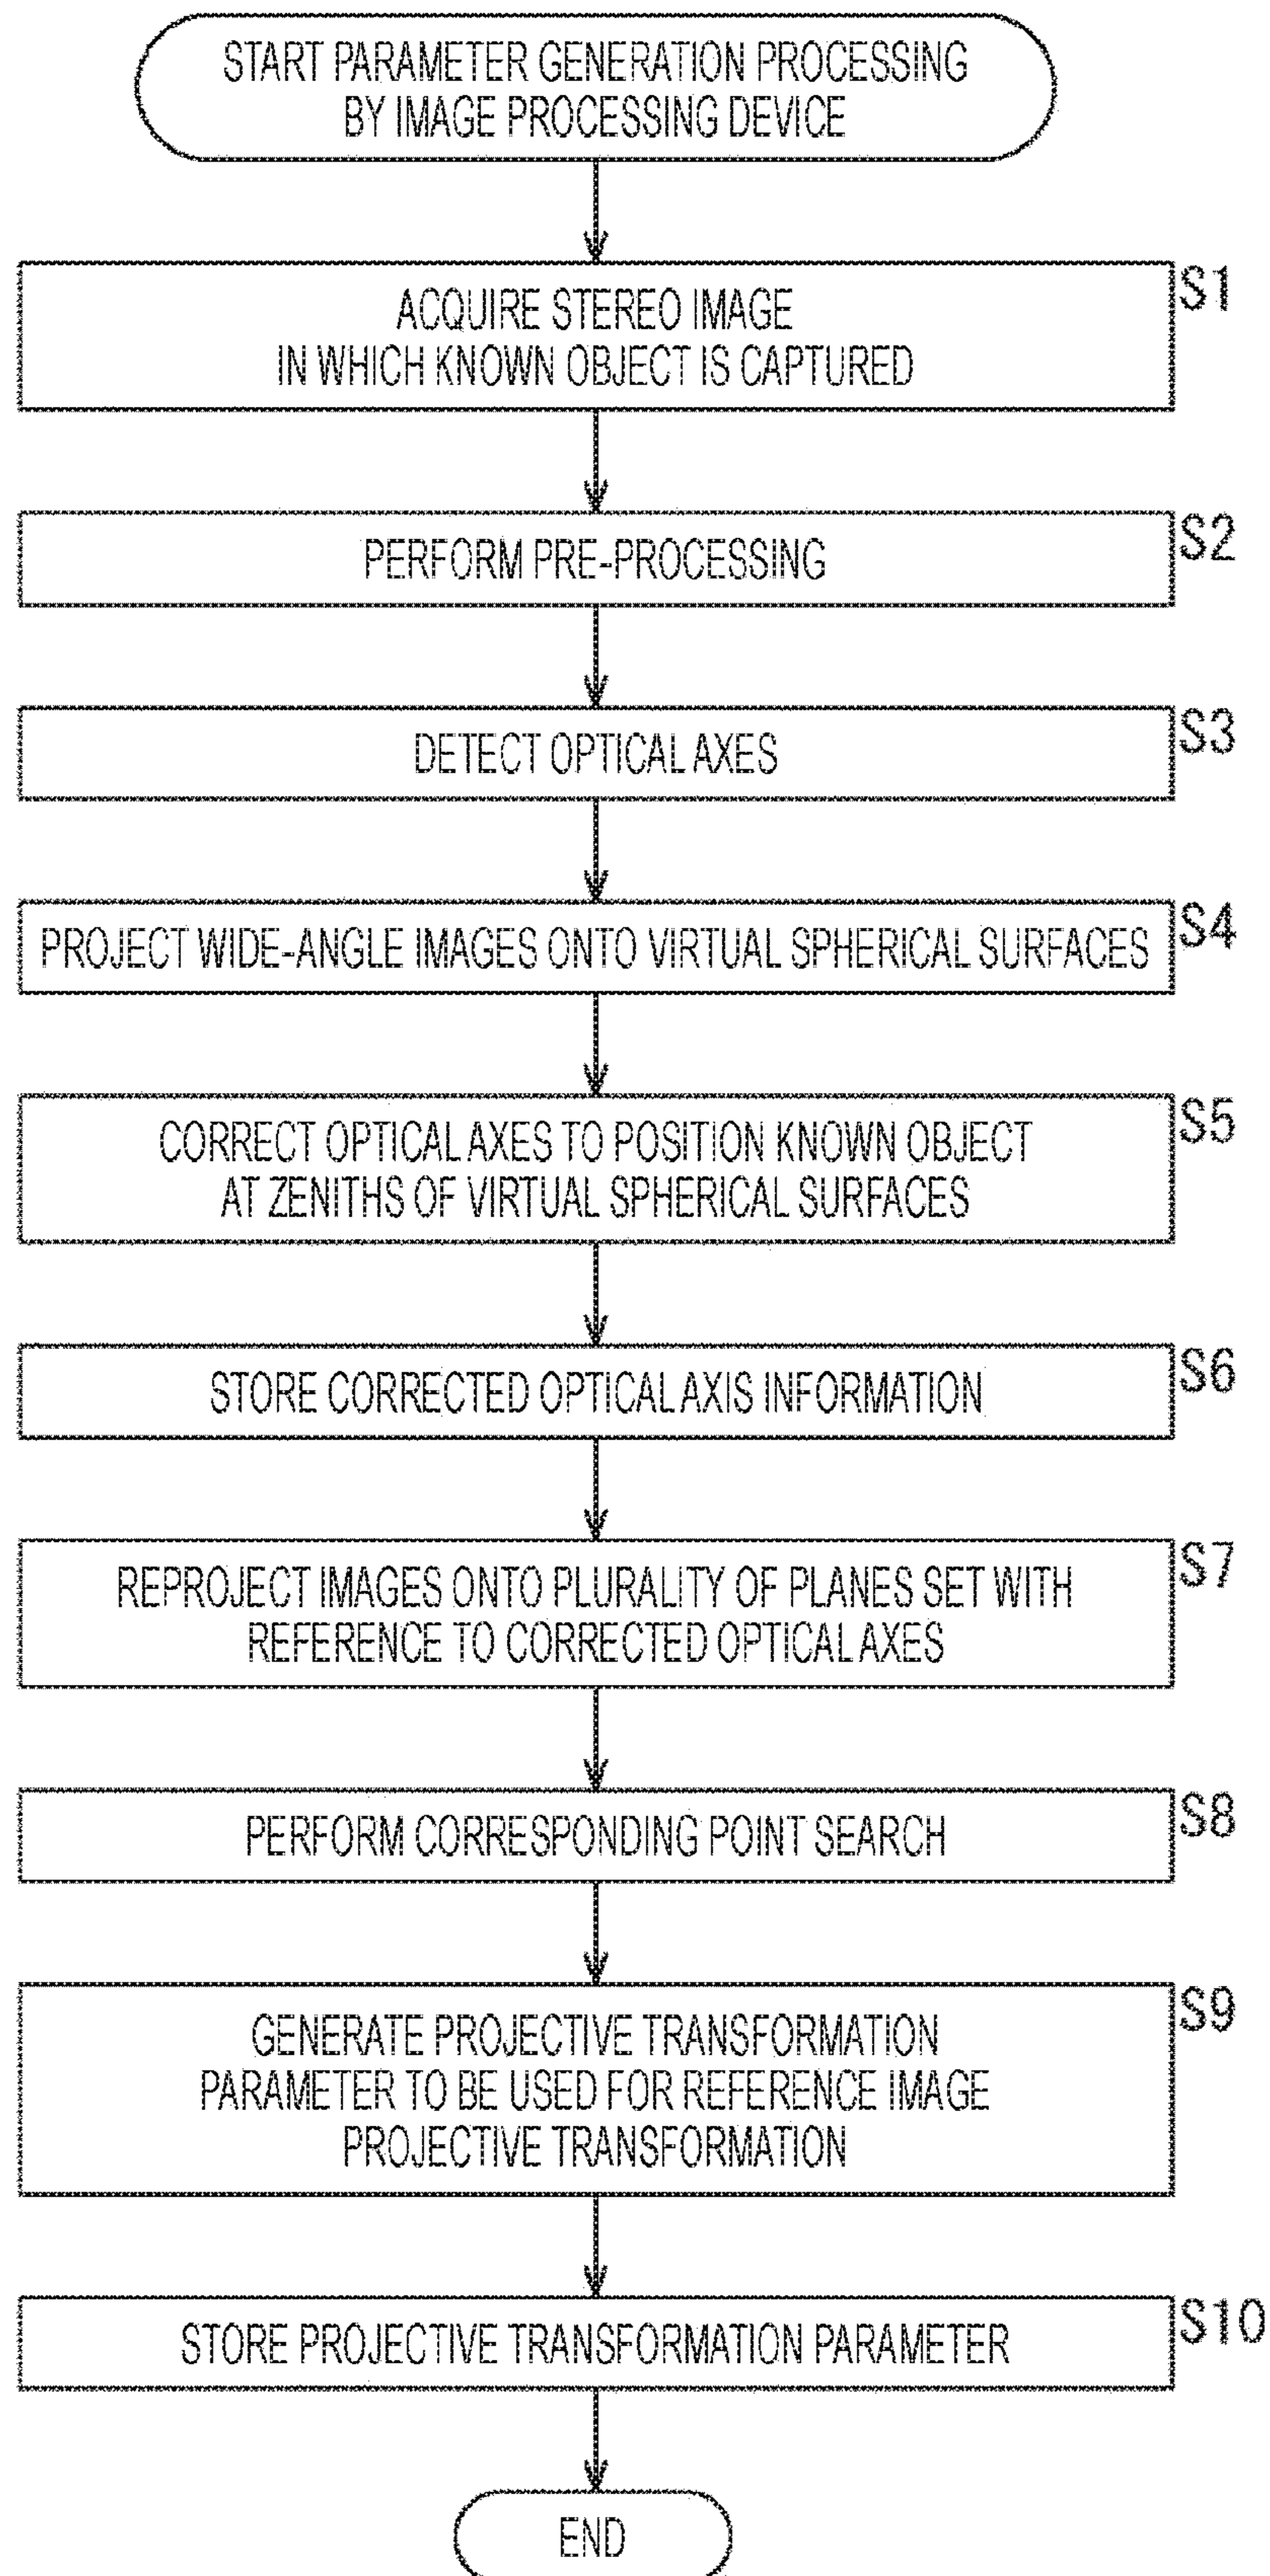 START PARAMETER GENERATION PROCESSING
BY IMAGE PROCESSING DEVICE
S1
ACQUIRE STEREO IMAGE
IN WHICH KNOWN OBJECT IS CAPTURED
S2
PERFORM PRE-PROCESSING
S3
DETECT OPTICAL AXES
S4
PROJECT WIDE-ANGLE IMAGES ONTO VIRTUAL SPHERICAL SURFACES
S5
CORRECT OPTICAL AXES TO POSITION KNOWN OBJECT
AT ZENITHS OF VIRTUAL SPHERICAL SURFACES
S6
STORE CORRECTED OPTICAL AXIS INFORMATION
S7
REPROJECT IMAGES ONTO PLURALITY OF PLANES SET WITH
REFERENCE TO CORRECTED OPTICAL AXES
S8
PERFORM CORRESPONDING POINT SEARCH
S9
GENERATE PROJECTIVE TRANSFORMATION
PARAMETER TO BE USED FOR REFERENCE IMAGE
PROJECTIVE TRANSFORMATION
S10
STORE PROJECTIVE TRANSFORMATION PARAMETER
END